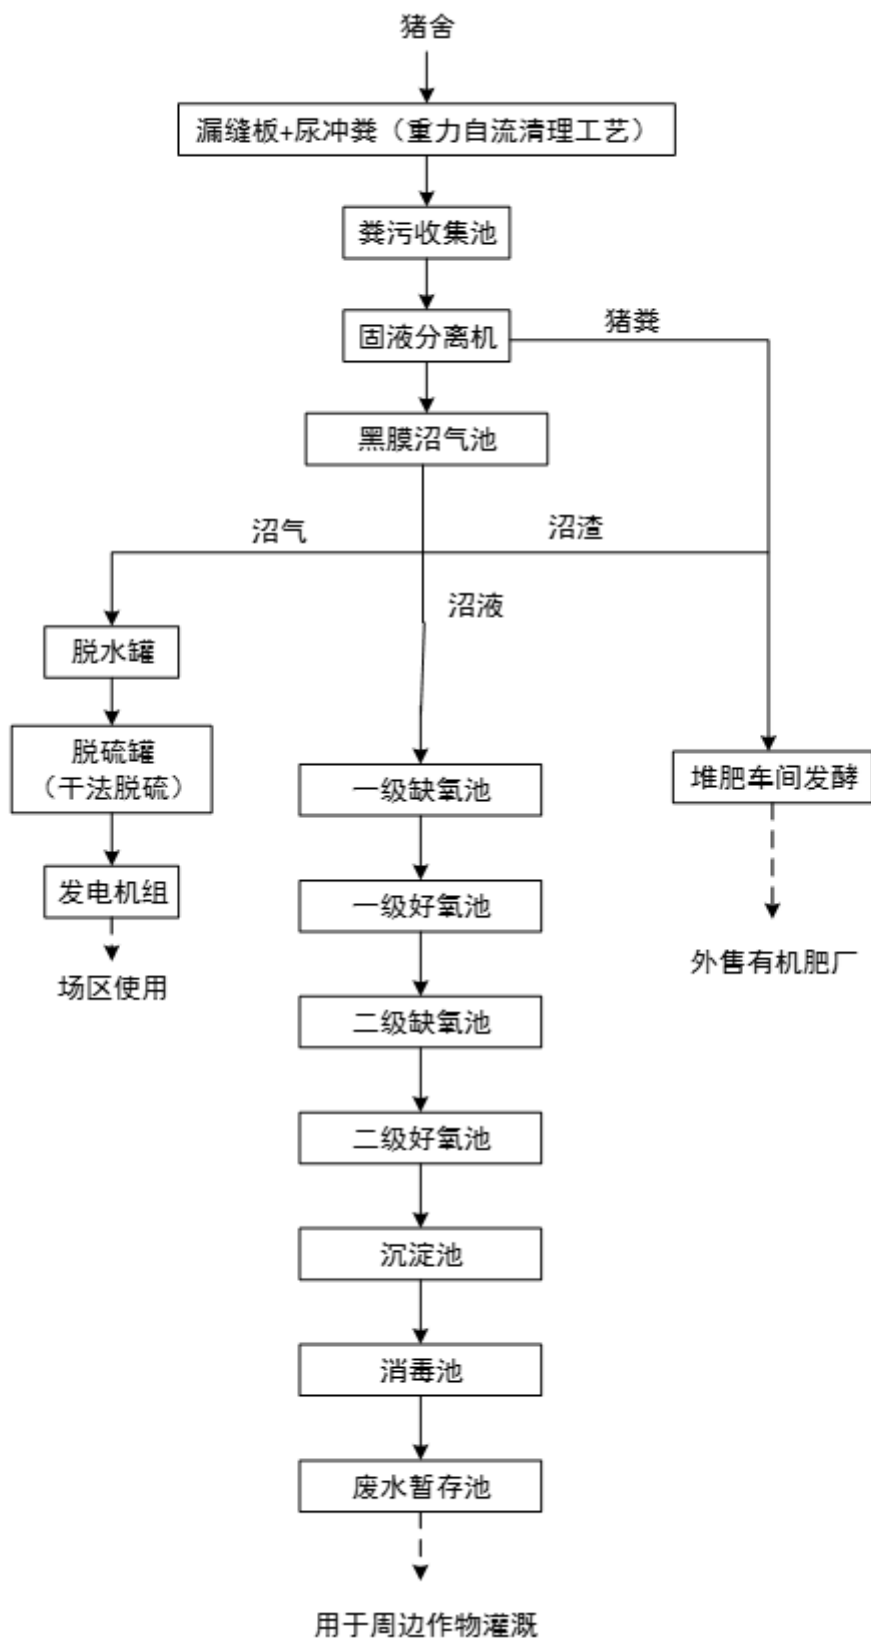 猪舍
漏缝板+尿冲粪（重力自流清理工艺）
粪污收集池
固液分离机
猪粪
黑膜沼气池
沼气
沼渣
沼液
脱水罐
脱硫罐
（干法脱硫）
发电机组
场区使用
一级缺氧池
一级好氧池
二级缺氧池
二级好氧池
沉淀池
消毒池
废水暂存池
用于周边作物灌溉
堆肥车间发酵
外售有机肥厂